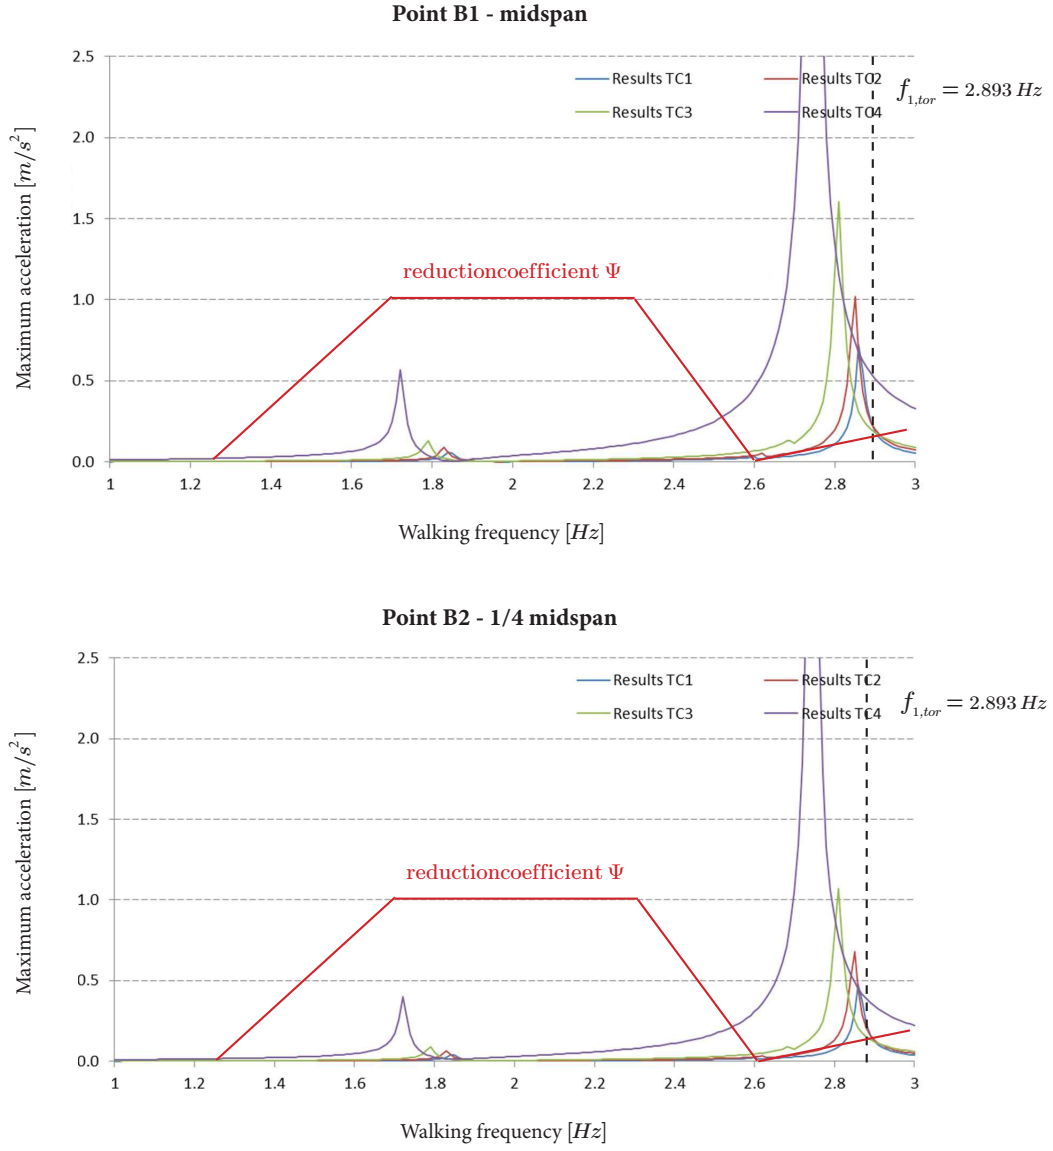 Point B1 - midspan
Maximum acceleration [m/s²]
2.5
2.0
1.5
1.0
0.5
0.0
Results TC1
Results TC2
Results TC3
Results TC4
f1,tor = 2.893 Hz
reductioncoefficient Ψ
1 1.2 1.4 1.6 1.8 2 2.2 2.4 2.6 2.8 3
Walking frequency [Hz]
Point B2 - 1/4 midspan
Maximum acceleration [m/s²]
2.5
2.0
1.5
1.0
0.5
0.0
Results TC1
Results TC2
Results TC3
Results TC4
f1,tor = 2.893 Hz
reductioncoefficient Ψ
1 1.2 1.4 1.6 1.8 2 2.2 2.4 2.6 2.8 3
Walking frequency [Hz]